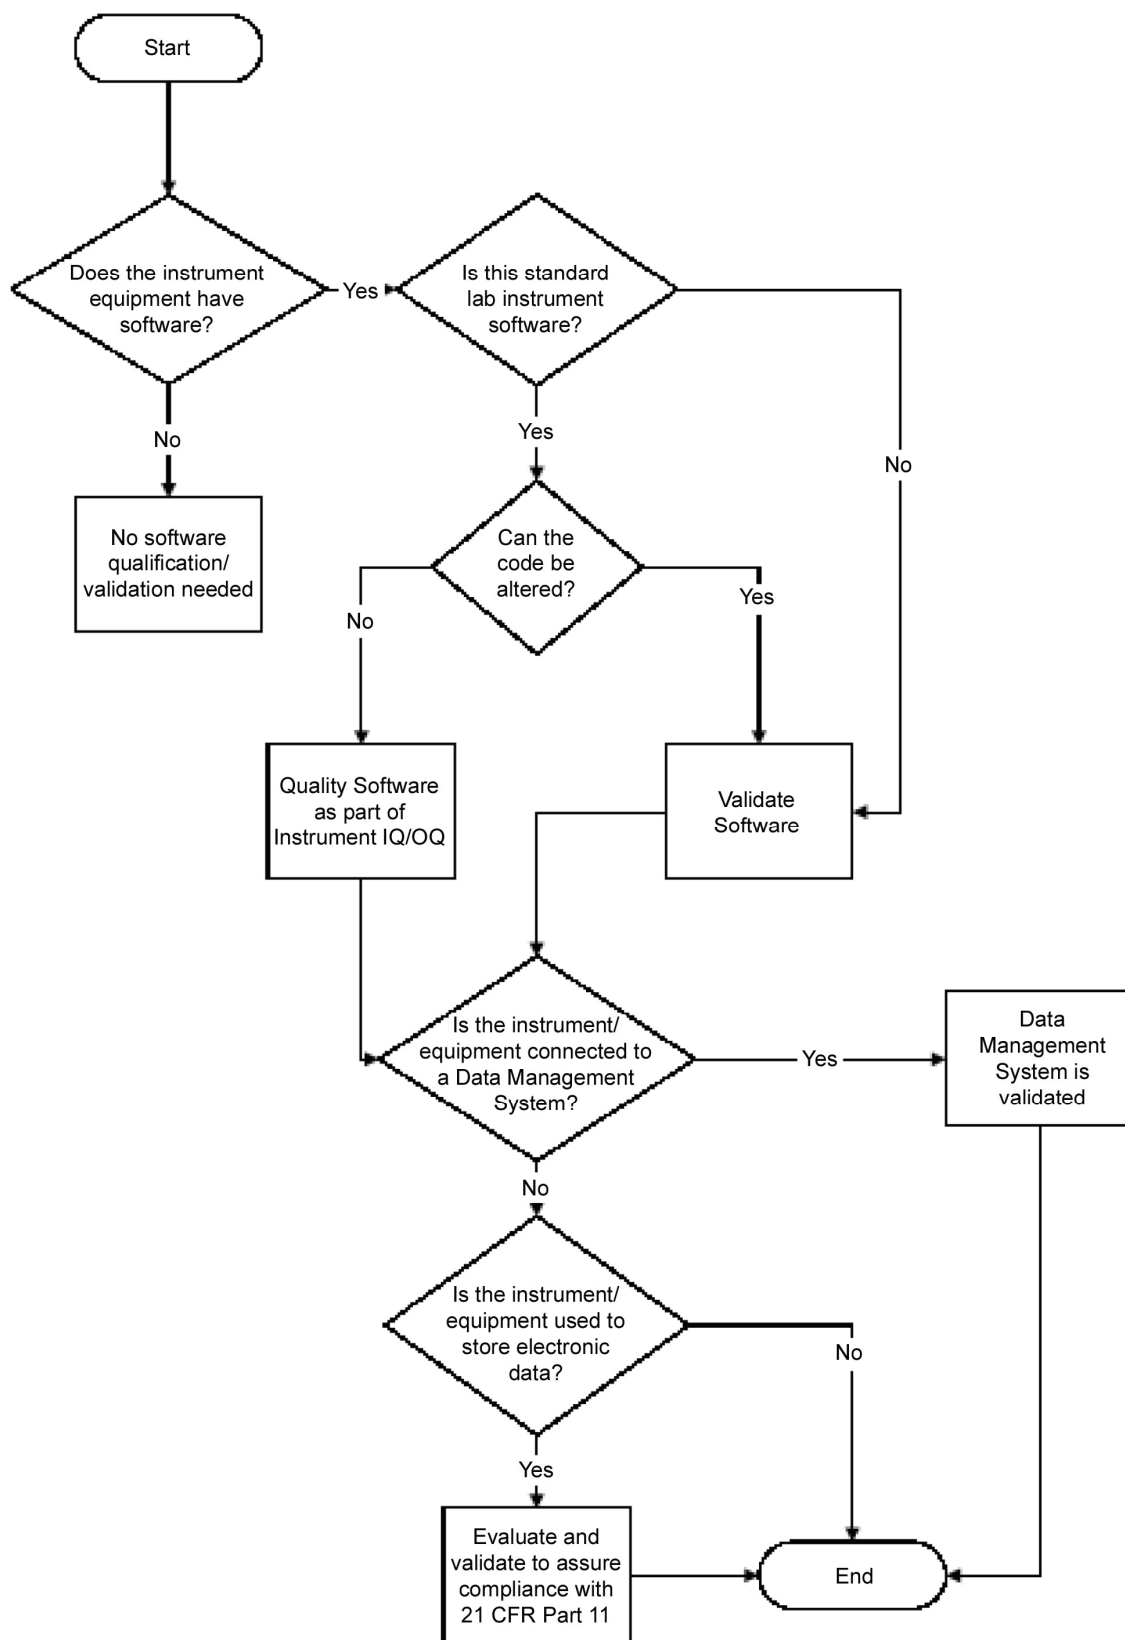 Start
Does the instrument
equipment have
software?
Yes
Is this standard
lab instrument
software?
No
Yes
No
No software
qualification/
validation needed
Can the
code be
altered?
No
Yes
Quality Software
as part of
Instrument IQ/OQ
Validate
Software
Is the instrument/
equipment connected to
a Data Management
System?
Yes
Data
Management
System is
validated
No
Is the instrument/
equipment used to
store electronic
data?
No
Yes
Evaluate and
validate to assure
compliance with
21 CFR Part 11
End